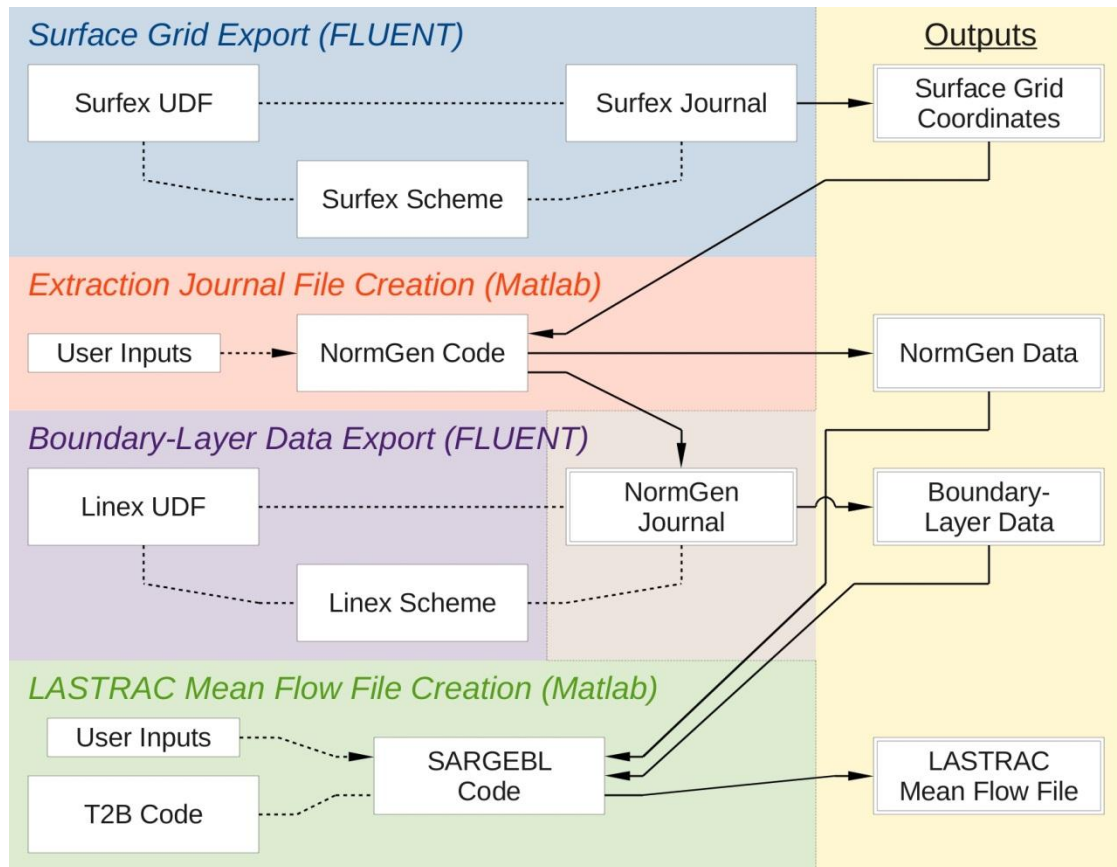 Surface Grid Export (FLUENT)
Outputs
Surfex UDF
Surfex Journal
Surface Grid
Coordinates
Surfex Scheme
Extraction Journal File Creation (Matlab)
User Inputs
NormGen Code
NormGen Data
Boundary-Layer Data Export (FLUENT)
Linex UDF
NormGen
Journal
Boundary-
Layer Data
Linex Scheme
LASTRAC Mean Flow File Creation (Matlab)
User Inputs
SARGEBL
Code
LASTRAC
Mean Flow File
T2B Code